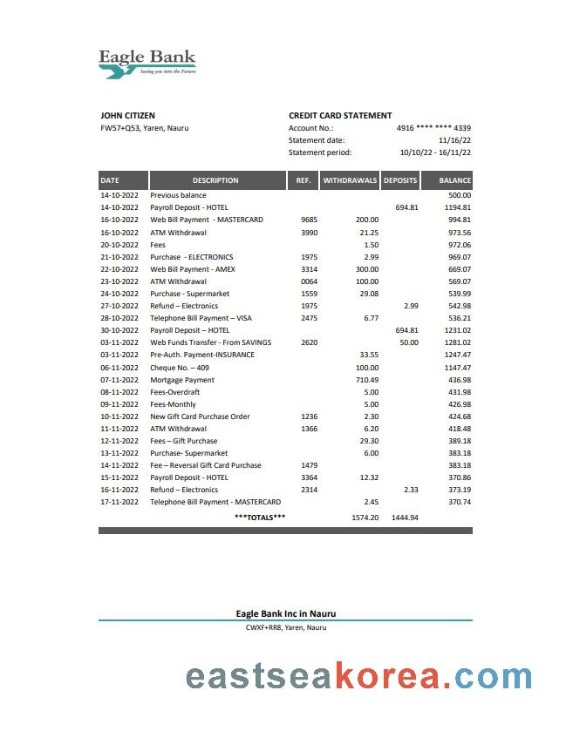 Eagle Bank
Taking you into the Future
JOHN CITIZEN
FW57+Q53, Yaren, Nauru
CREDIT CARD STATEMENT
Account No.: 4916 **** **** 4339
Statement date: 11/16/22
Statement period: 10/10/22 - 16/11/22
DATE DESCRIPTION REF. WITHDRAWALS DEPOSITS BALANCE
14-10-2022 Previous balance 500.00
14-10-2022 Payroll Deposit - HOTEL 694.81 1194.81
16-10-2022 Web Bill Payment - MASTERCARD 9685 200.00 994.81
16-10-2022 ATM Withdrawal 3990 21.25 973.56
20-10-2022 Fees 1.50 972.06
21-10-2022 Purchase - ELECTRONICS 1975 2.99 969.07
22-10-2022 Web Bill Payment - AMEX 3314 300.00 669.07
23-10-2022 ATM Withdrawal 0064 100.00 569.07
24-10-2022 Purchase - Supermarket 1559 29.08 539.99
27-10-2022 Refund – Electronics 1975 2.99 542.98
28-10-2022 Telephone Bill Payment – VISA 2475 6.77 536.21
30-10-2022 Payroll Deposit – HOTEL 694.81 1231.02
03-11-2022 Web Funds Transfer - From SAVINGS 2620 50.00 1281.02
03-11-2022 Pre-Auth. Payment-INSURANCE 33.55 1247.47
06-11-2022 Cheque No. – 409 100.00 1147.47
07-11-2022 Mortgage Payment 710.49 436.98
08-11-2022 Fees-Overdraft 5.00 431.98
09-11-2022 Fees-Monthly 5.00 426.98
10-11-2022 New Gift Card Purchase Order 1236 2.30 424.68
11-11-2022 ATM Withdrawal 1366 6.20 418.48
12-11-2022 Fees – Gift Purchase 29.30 389.18
13-11-2022 Purchase- Supermarket 6.00 383.18
14-11-2022 Fee – Reversal Gift Card Purchase 1479 383.18
15-11-2022 Payroll Deposit - HOTEL 3364 12.32 370.86
16-11-2022 Refund – Electronics 2314 2.33 373.19
17-11-2022 Telephone Bill Payment - MASTERCARD 2.45 370.74
***TOTALS*** 1574.20 1444.94
Eagle Bank Inc in Nauru
CWXF+RR8, Yaren, Nauru
eastseakorea.com